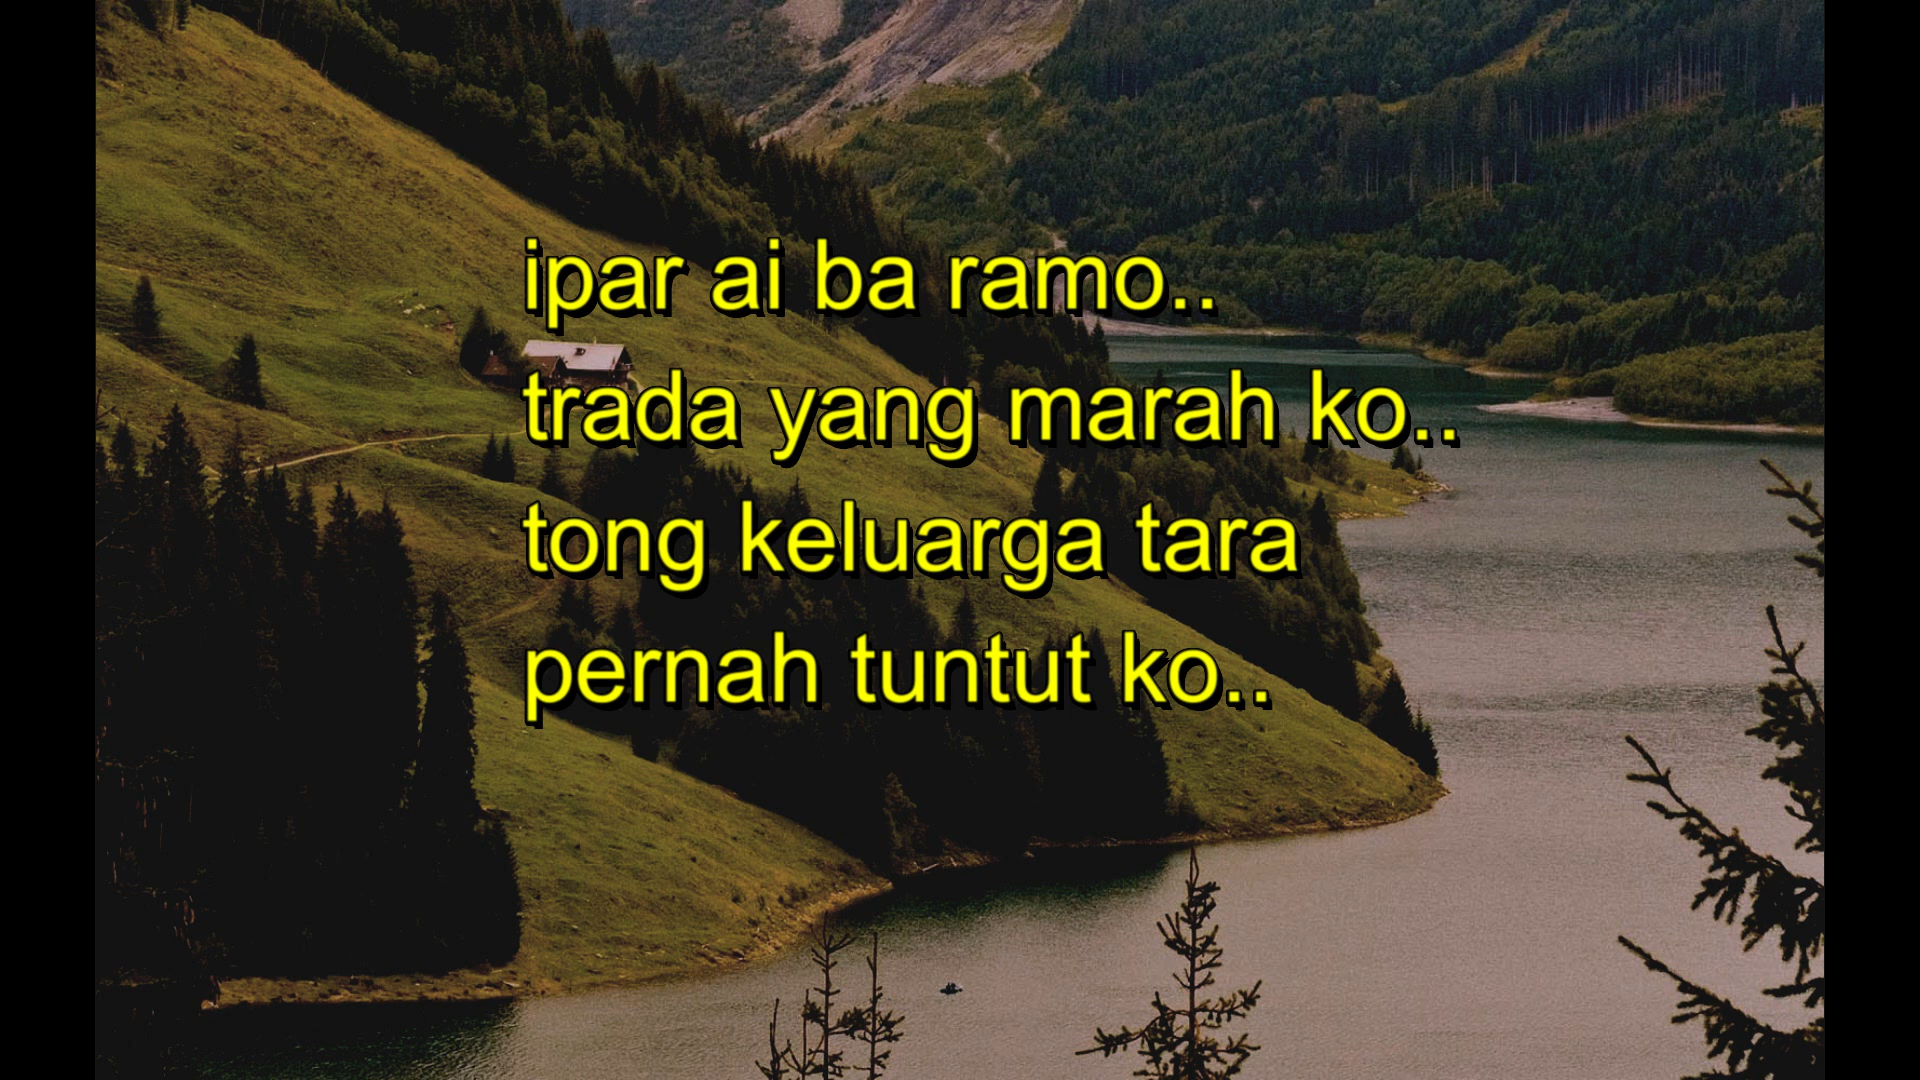 ipar ai ba ramo..
trada yang marah ko..
tong keluarga tara
pernah tuntut ko..